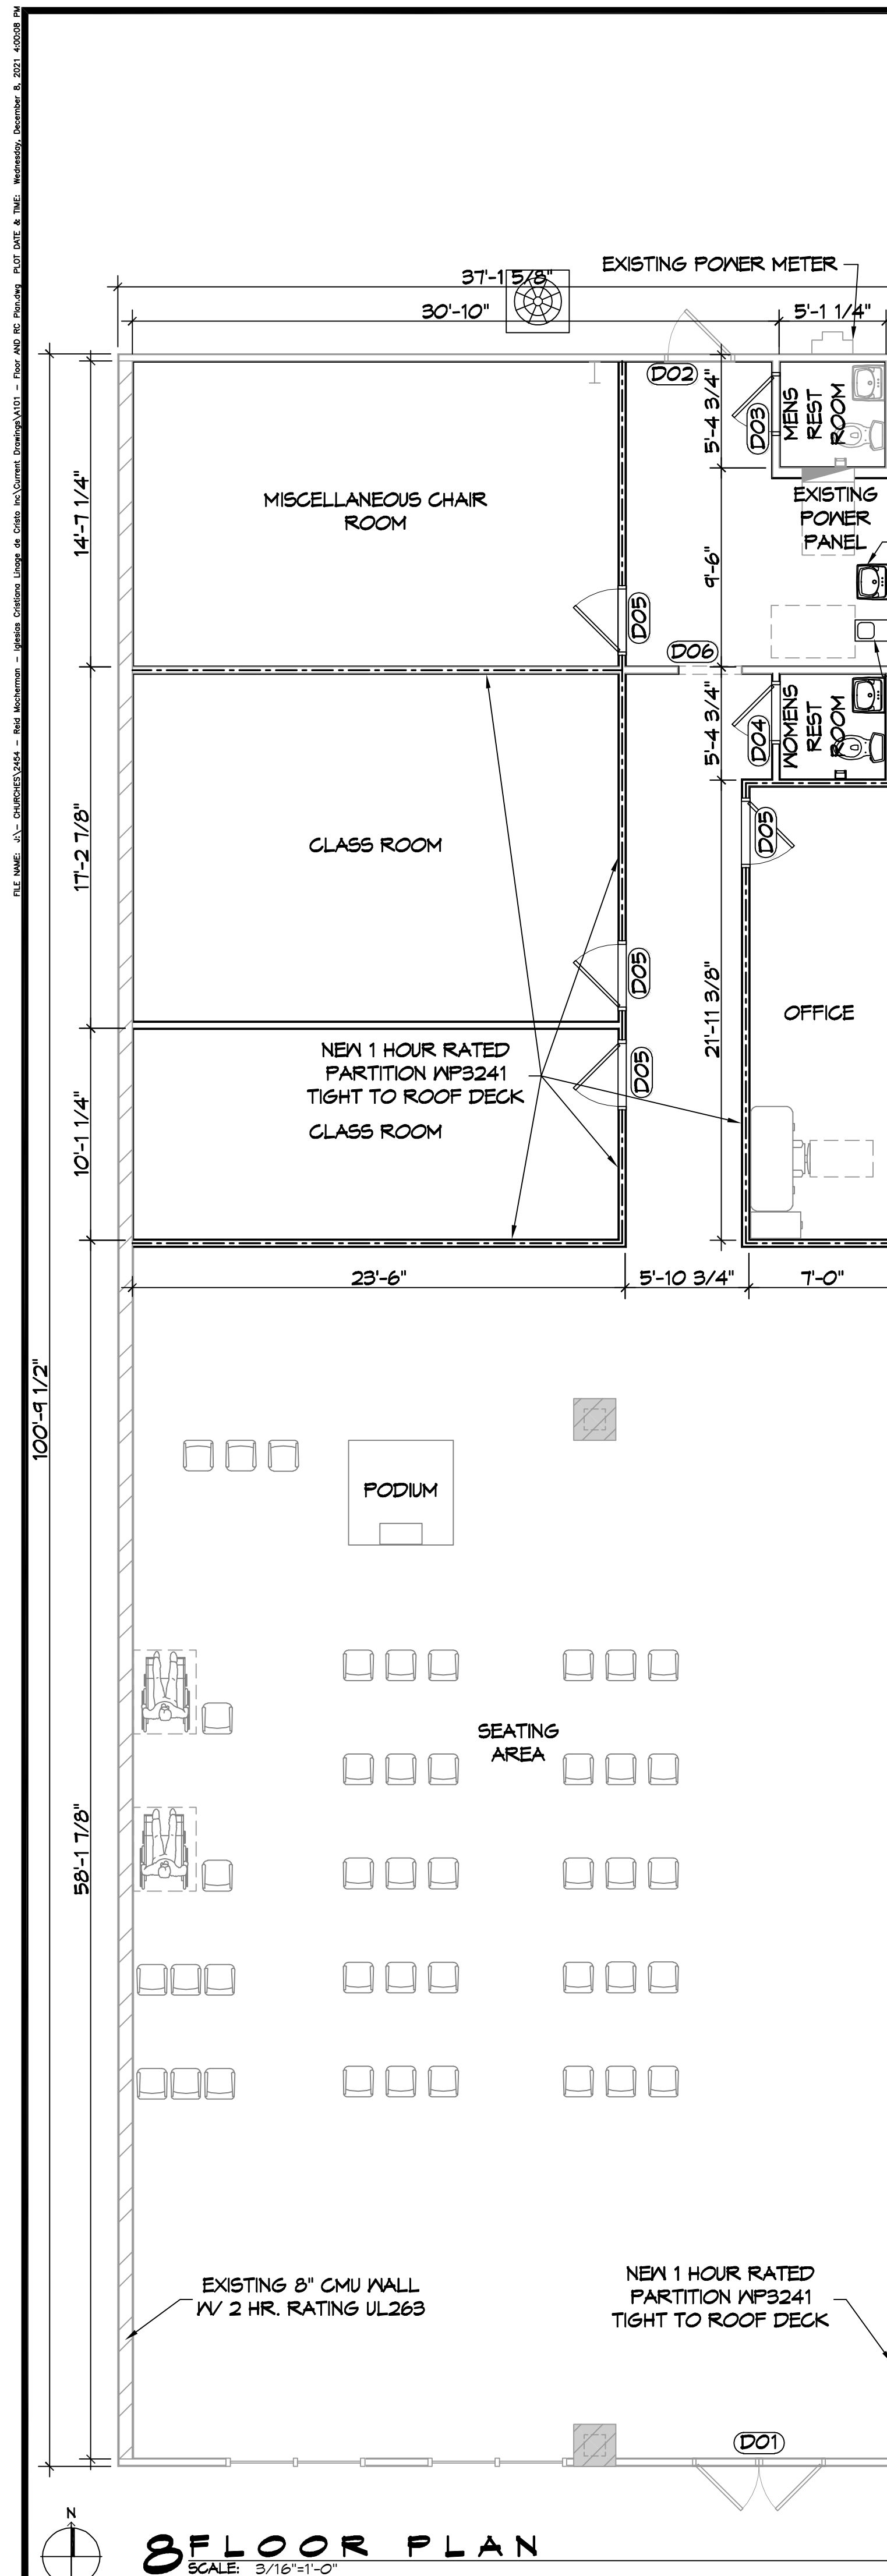 FILE NAME: J:\- CHURCHES\2454 - Reid Mocherman - Iglesias Cristiana Linage de Cristo Inc\Current Drawings\A101 - Floor AND RC Plan.dwg PLOT DATE & TIME: Wednesday, December 8, 2021 4:00:08 PM
EXISTING POWER METER
37'-1 5/8"
30'-10"
5'-1 1/4"
D02
5'-4 3/4"
D03
MENS
REST
ROOM
14'-7 1/4"
MISCELLANEOUS CHAIR
ROOM
EXISTING
POWER
PANEL
9'-6"
D05
D06
5'-4 3/4"
D04
WOMENS
REST
ROOM
17'-2 7/8"
CLASS ROOM
D05
D05
21'-11 3/8"
OFFICE
NEW 1 HOUR RATED
PARTITION WP3241
TIGHT TO ROOF DECK
D05
10'-1 1/4"
CLASS ROOM
23'-6"
5'-10 3/4"
7'-0"
100'-9 1/2"
PODIUM
SEATING
AREA
58'-1 7/8"
EXISTING 8" CMU WALL
W/ 2 HR. RATING UL263
NEW 1 HOUR RATED
PARTITION WP3241
TIGHT TO ROOF DECK
D01
N
8 FLOOR PLAN
SCALE: 3/16"=1'-0"